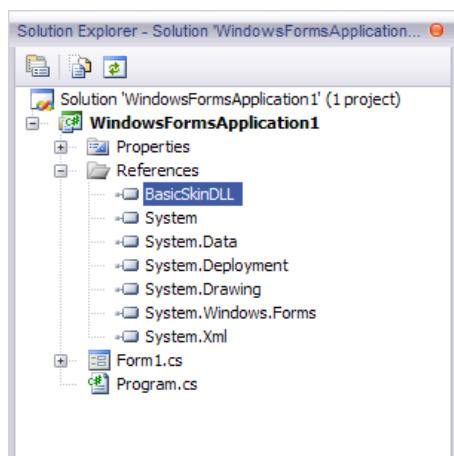 Solution Explorer - Solution 'WindowsFormsApplication...
Solution 'WindowsFormsApplication1' (1 project)
WindowsFormsApplication1
Properties
References
BasicSkinDLL
System
System.Data
System.Deployment
System.Drawing
System.Windows.Forms
System.Xml
Form1.cs
Program.cs